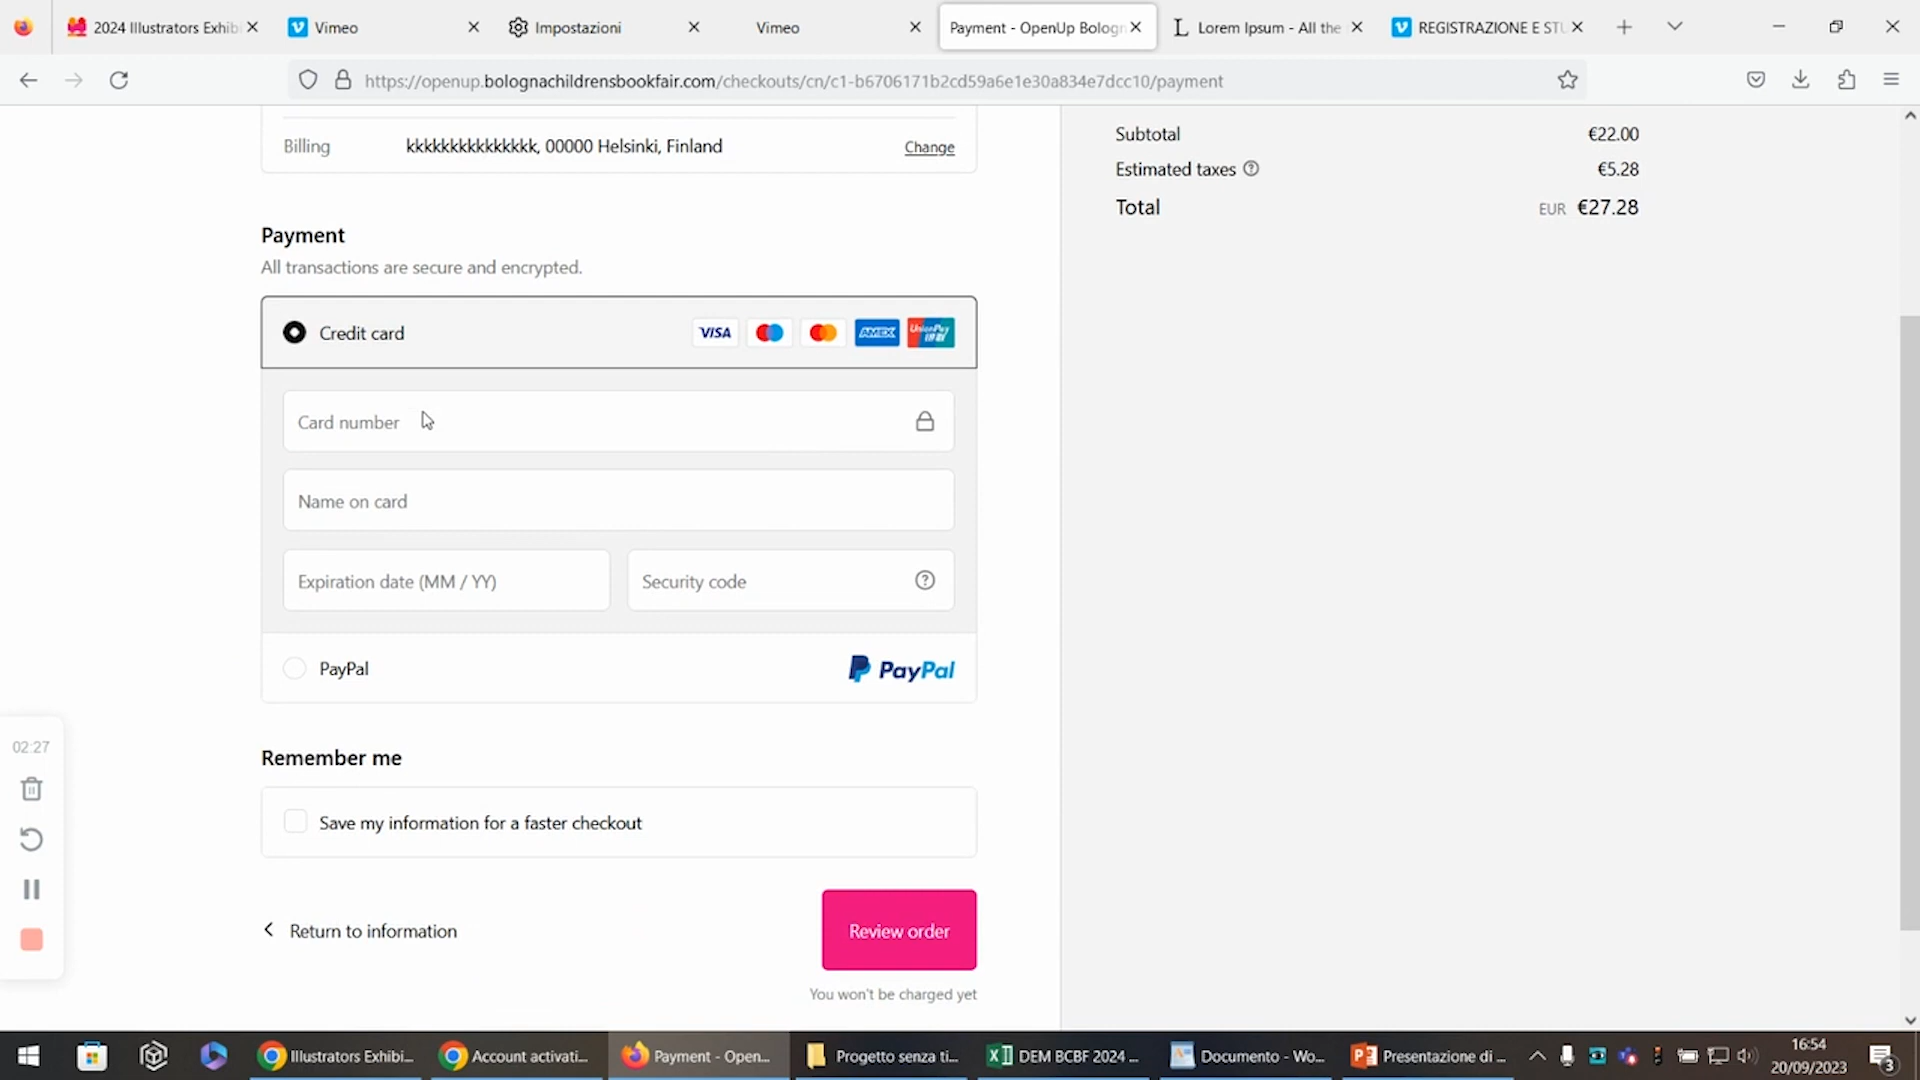 2024 Illustrators Exhibi
Vimeo
Impostazioni
Vimeo
Payment - OpenUp Bologn
Lorem Ipsum - All the
REGISTRAZIONE E STU
https://openup.bolognachildrensbookfair.com/checkouts/cn/c1-b6706171b2cd59a6e1e30a834e7dcc10/payment
Billing kkkkkkkkkkkkkkk, 00000 Helsinki, Finland Change
Subtotal €22.00
Estimated taxes €5.28
Total EUR €27.28
Payment
All transactions are secure and encrypted.
Credit card VISA AMEX UnionPay 银联
Card number
Name on card
Expiration date (MM / YY) Security code
PayPal PayPal
02:27
Remember me
Save my information for a faster checkout
Return to information Review order
You won't be charged yet
Illustrators Exhibi...
Account activati...
Payment - Open...
Progetto senza ti...
DEM BCBF 2024 ...
Documento - Wo...
Presentazione di ...
16:54
20/09/2023
3